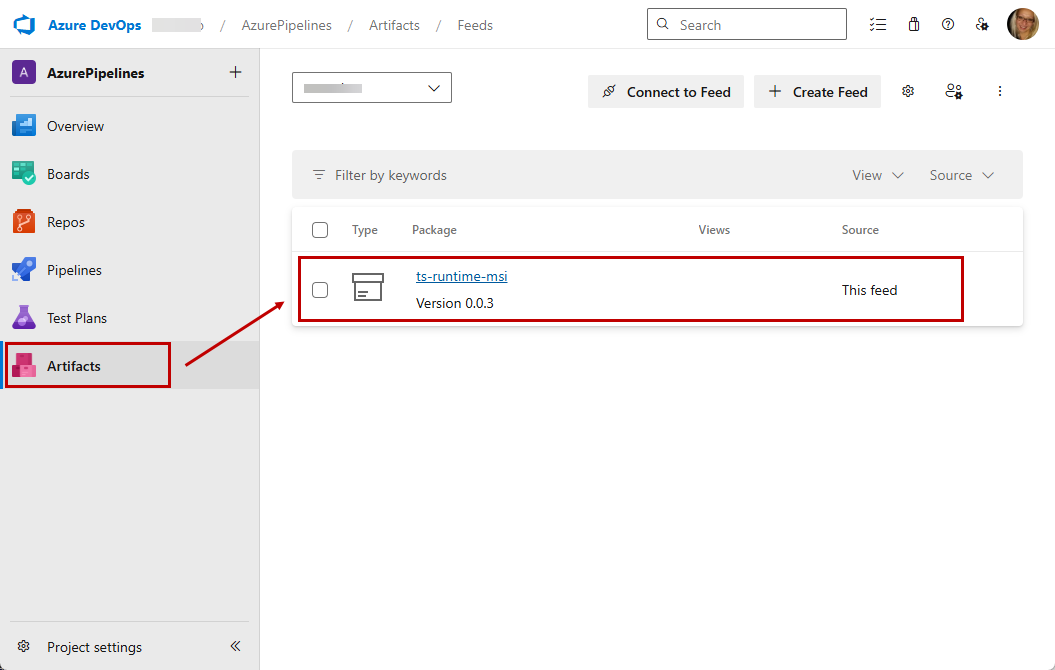 Azure DevOps / AzurePipelines / Artifacts / Feeds
Search
A AzurePipelines
Overview
Boards
Repos
Pipelines
Test Plans
Artifacts
Project settings
Connect to Feed
Create Feed
Filter by keywords
View
Source
Type Package Views Source
ts-runtime-msi
Version 0.0.3
This feed